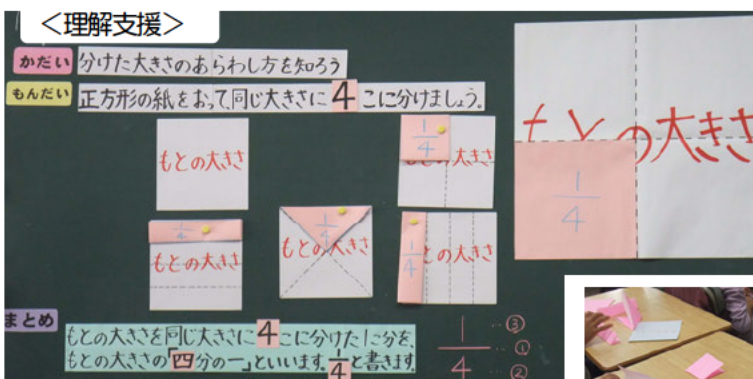 ＜理解支援＞
かだい 分けた大きさのあらわし方を知ろう
もんだい 正方形の紙をおって、同じ大きさに4こに分けましょう。
もとの大きさ
1/4
もとの大きさ
もとの大きさ
1/4
1/4
もとの大きさ
1/4
もとの大きさ
1/4
との大きさ
まとめ もとの大きさを同じ大きさに4こに分けた1こ分を、
もとの大きさの「四分の一」といいます。1/4と書きます。
1 ‥③
― ‥①
4 ‥②